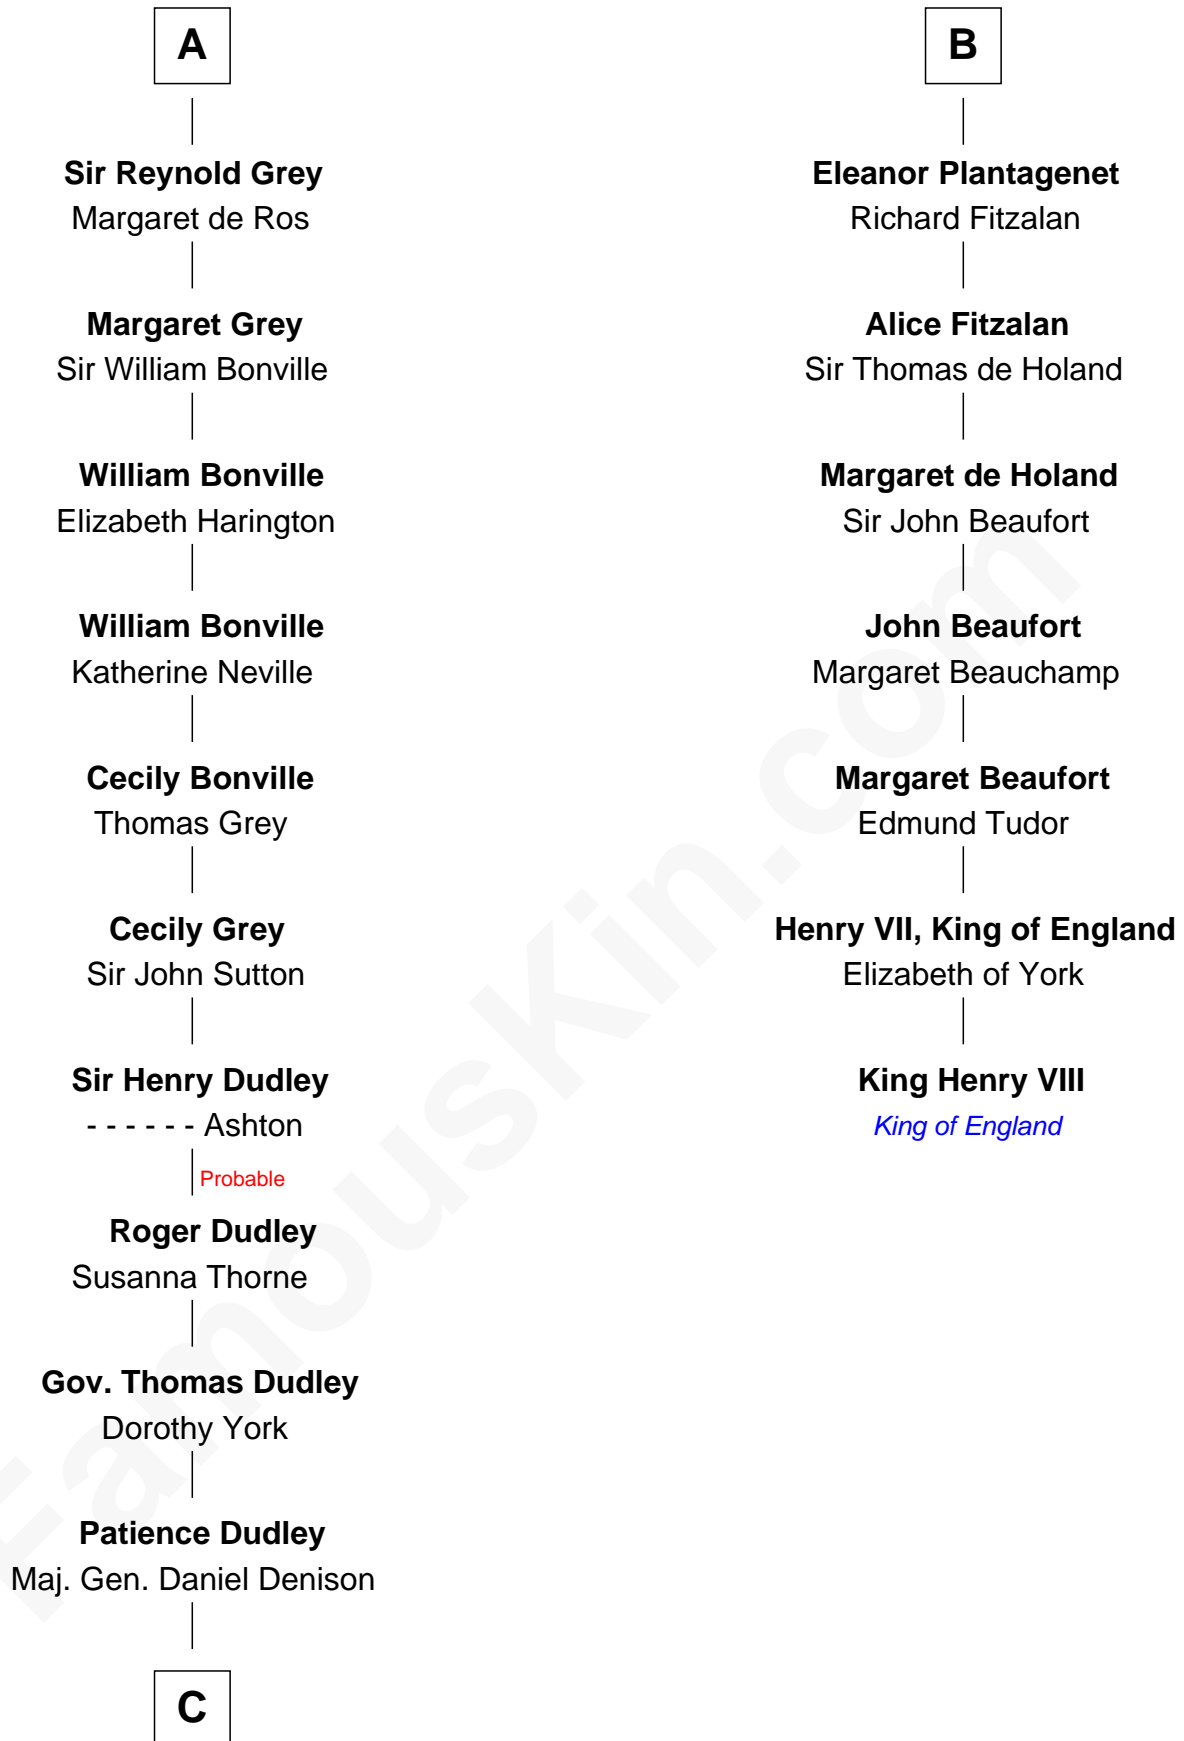 A
Sir Reynold Grey
Margaret de Ros
Margaret Grey
Sir William Bonville
William Bonville
Elizabeth Harington
William Bonville
Katherine Neville
Cecily Bonville
Thomas Grey
Cecily Grey
Sir John Sutton
Sir Henry Dudley
- - - - - - Ashton
Probable
Roger Dudley
Susanna Thorne
Gov. Thomas Dudley
Dorothy York
Patience Dudley
Maj. Gen. Daniel Denison
C
B
Eleanor Plantagenet
Richard Fitzalan
Alice Fitzalan
Sir Thomas de Holand
Margaret de Holand
Sir John Beaufort
John Beaufort
Margaret Beauchamp
Margaret Beaufort
Edmund Tudor
Henry VII, King of England
Elizabeth of York
King Henry VIII
King of England
FamousKin.com